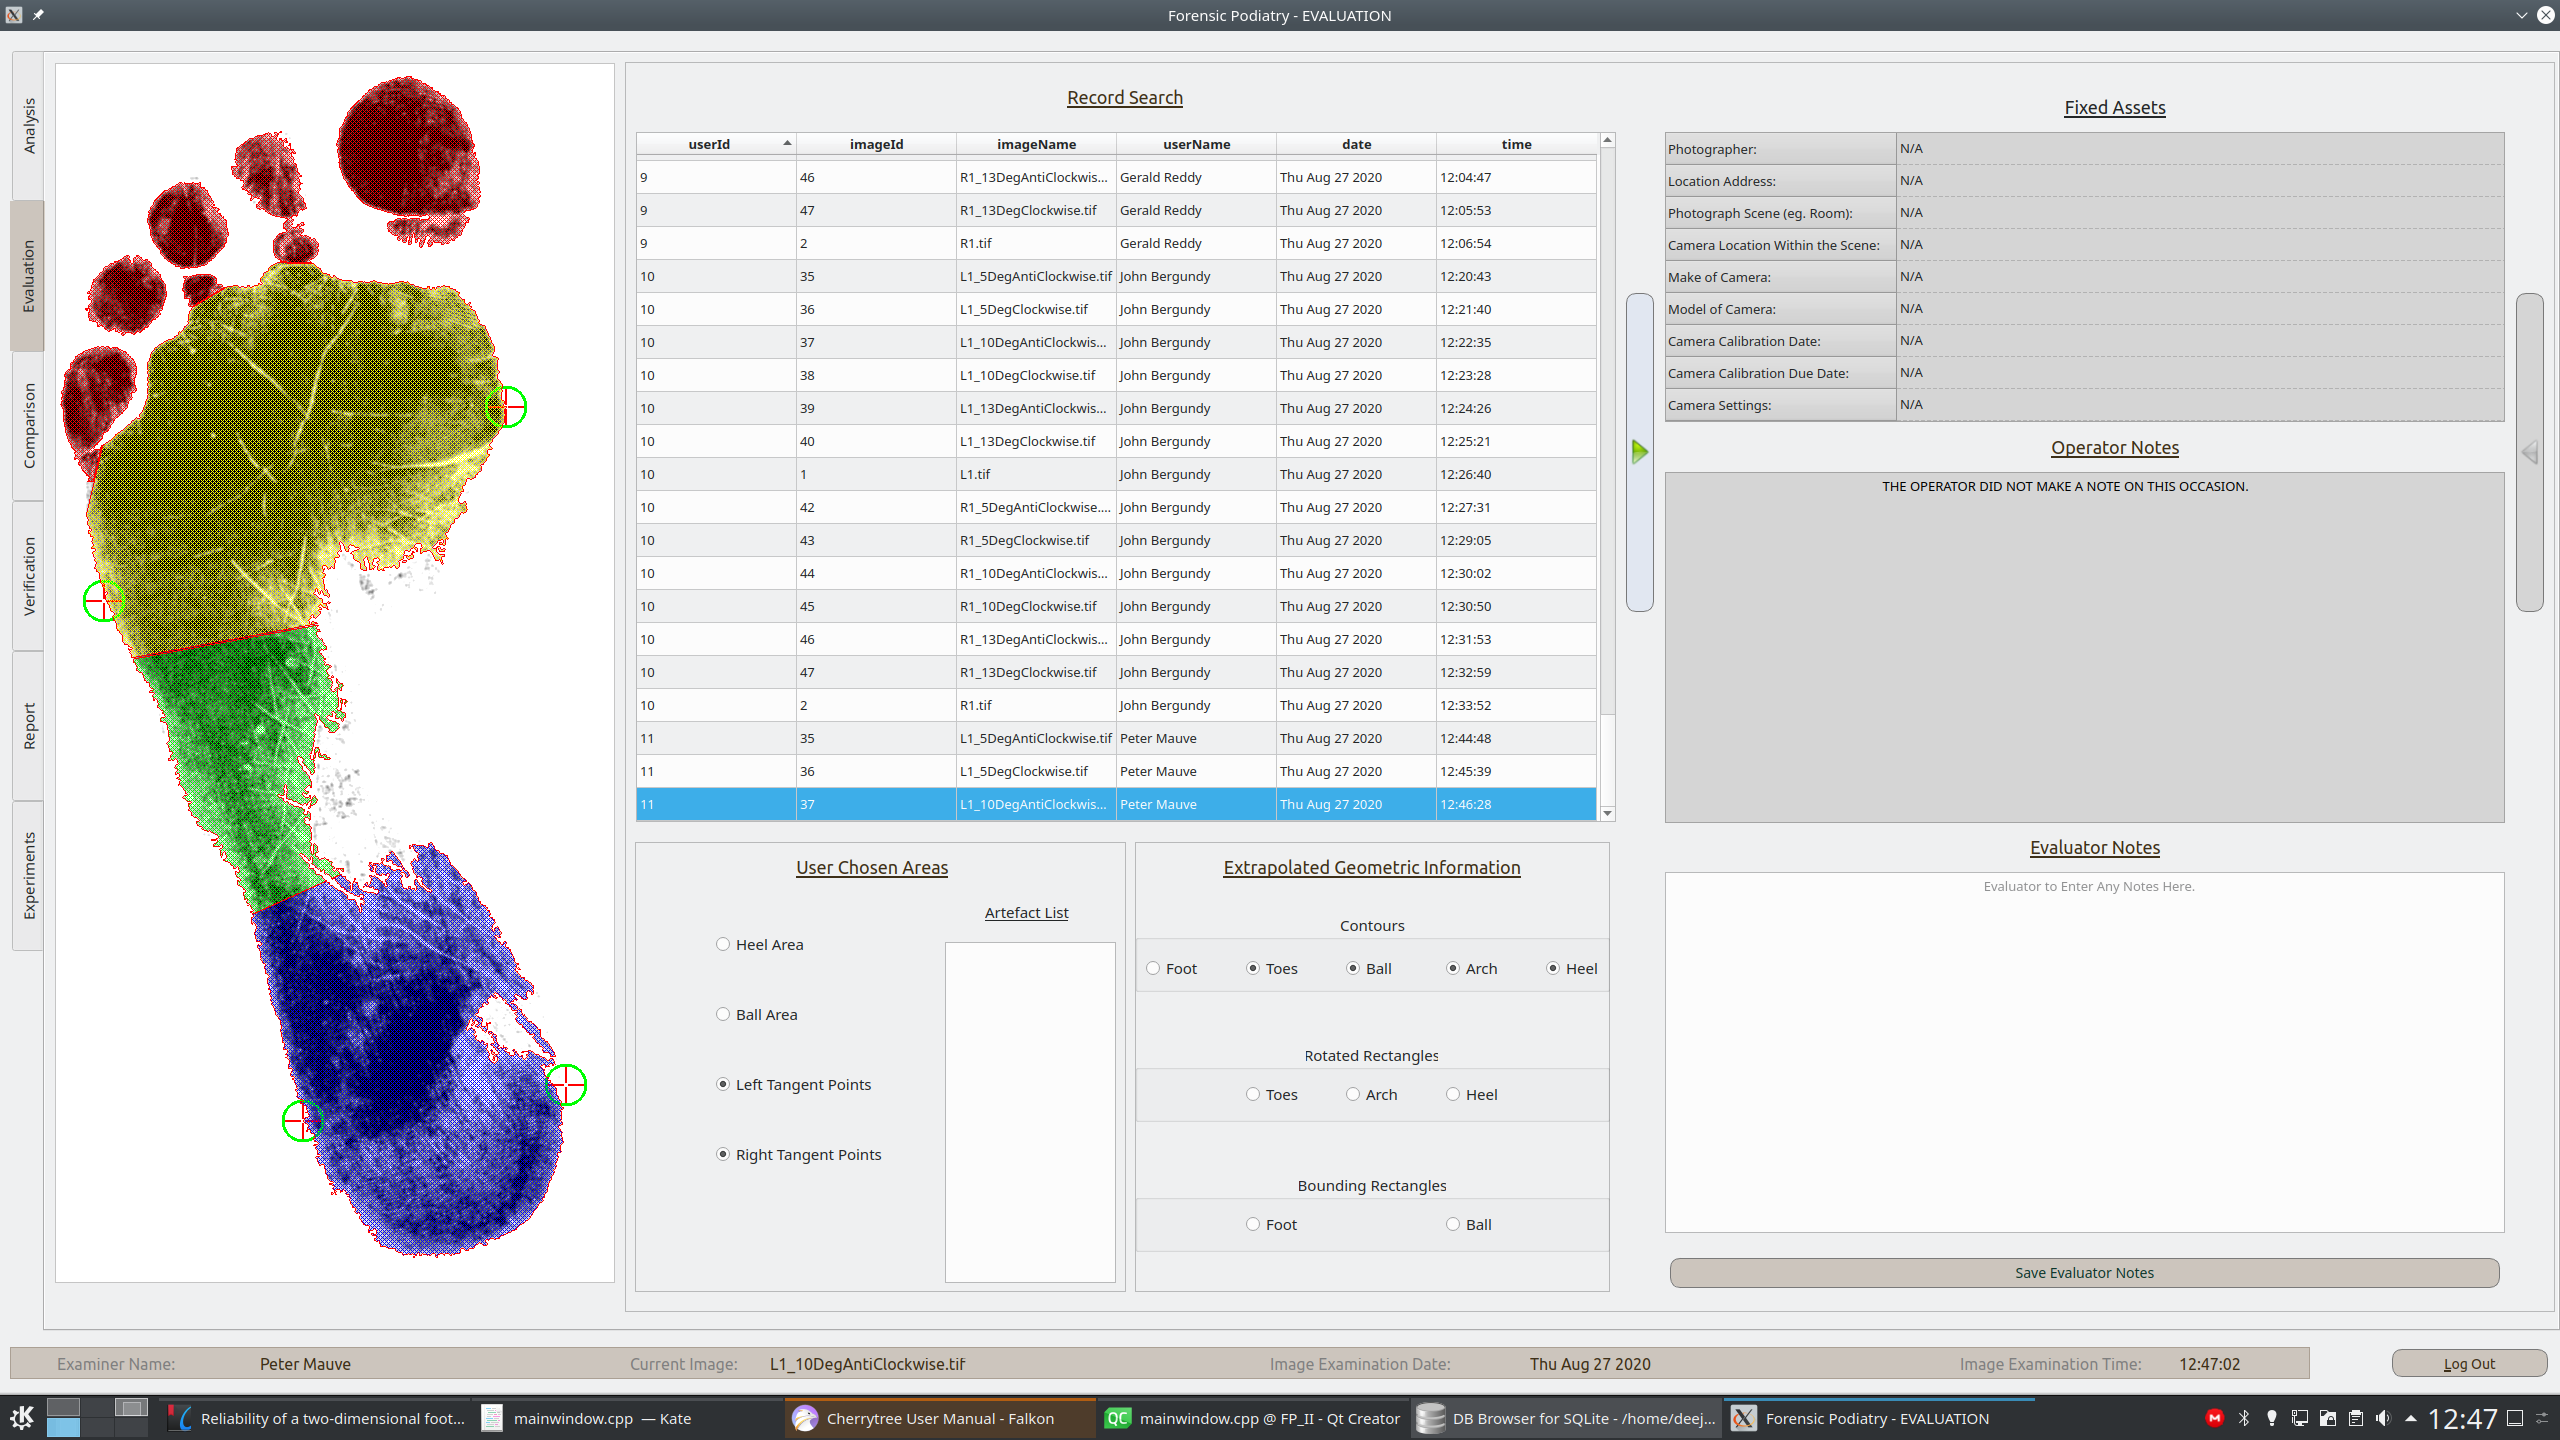 Forensic Podiatry - EVALUATION
Analysis
Evaluation
Comparison
Verification
Report
Experiments
Record Search
userId imageId imageName userName date time
9 46 R1_13DegAntiClockwis... Gerald Reddy Thu Aug 27 2020 12:04:47
9 47 R1_13DegClockwise.tif Gerald Reddy Thu Aug 27 2020 12:05:53
9 2 R1.tif Gerald Reddy Thu Aug 27 2020 12:06:54
10 35 L1_5DegAntiClockwise.tif John Bergundy Thu Aug 27 2020 12:20:43
10 36 L1_5DegClockwise.tif John Bergundy Thu Aug 27 2020 12:21:40
10 37 L1_10DegAntiClockwis... John Bergundy Thu Aug 27 2020 12:22:35
10 38 L1_10DegClockwise.tif John Bergundy Thu Aug 27 2020 12:23:28
10 39 L1_13DegAntiClockwis... John Bergundy Thu Aug 27 2020 12:24:26
10 40 L1_13DegClockwise.tif John Bergundy Thu Aug 27 2020 12:25:21
10 1 L1.tif John Bergundy Thu Aug 27 2020 12:26:40
10 42 R1_5DegAntiClockwise.... John Bergundy Thu Aug 27 2020 12:27:31
10 43 R1_5DegClockwise.tif John Bergundy Thu Aug 27 2020 12:29:05
10 44 R1_10DegAntiClockwis... John Bergundy Thu Aug 27 2020 12:30:02
10 45 R1_10DegClockwise.tif John Bergundy Thu Aug 27 2020 12:30:50
10 46 R1_13DegAntiClockwis... John Bergundy Thu Aug 27 2020 12:31:53
10 47 R1_13DegClockwise.tif John Bergundy Thu Aug 27 2020 12:32:59
10 2 R1.tif John Bergundy Thu Aug 27 2020 12:33:52
11 35 L1_5DegAntiClockwise.tif Peter Mauve Thu Aug 27 2020 12:44:48
11 36 L1_5DegClockwise.tif Peter Mauve Thu Aug 27 2020 12:45:39
11 37 L1_10DegAntiClockwis... Peter Mauve Thu Aug 27 2020 12:46:28
User Chosen Areas
Artefact List
Heel Area
Ball Area
Left Tangent Points
Right Tangent Points
Extrapolated Geometric Information
Contours
Foot Toes Ball Arch Heel
Rotated Rectangles
Toes Arch Heel
Bounding Rectangles
Foot Ball
Fixed Assets
Photographer: N/A
Location Address: N/A
Photograph Scene (eg. Room): N/A
Camera Location Within the Scene: N/A
Make of Camera: N/A
Model of Camera: N/A
Camera Calibration Date: N/A
Camera Calibration Due Date: N/A
Camera Settings: N/A
Operator Notes
THE OPERATOR DID NOT MAKE A NOTE ON THIS OCCASION.
Evaluator Notes
Evaluator to Enter Any Notes Here.
Save Evaluator Notes
Examiner Name: Peter Mauve Current Image: L1_10DegAntiClockwise.tif Image Examination Date: Thu Aug 27 2020 Image Examination Time: 12:47:02
Log Out
Reliability of a two-dimensional foot... mainwindow.cpp — Kate Cherrytree User Manual - Falkon QC mainwindow.cpp @ FP_II - Qt Creator DB Browser for SQLite - /home/deej... Forensic Podiatry - EVALUATION 12:47